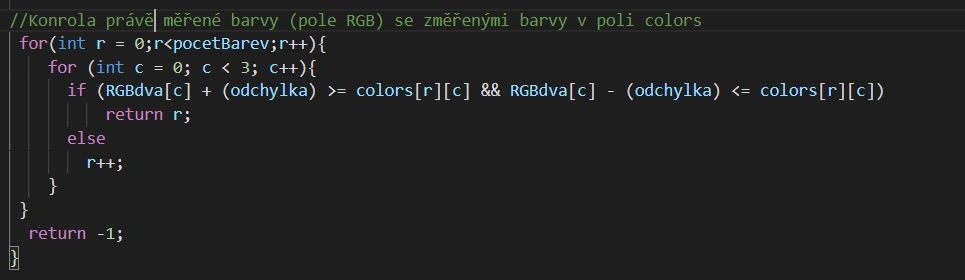 //Konrola právě měřené barvy (pole RGB) se změřenými barvy v poli colors
for(int r = 0;r<pocetBarev;r++){
for (int c = 0; c < 3; c++){
if (RGBdva[c] + (odchylka) >= colors[r][c] && RGBdva[c] - (odchylka) <= colors[r][c])
return r;
else
r++;
}
}
return -1;
}